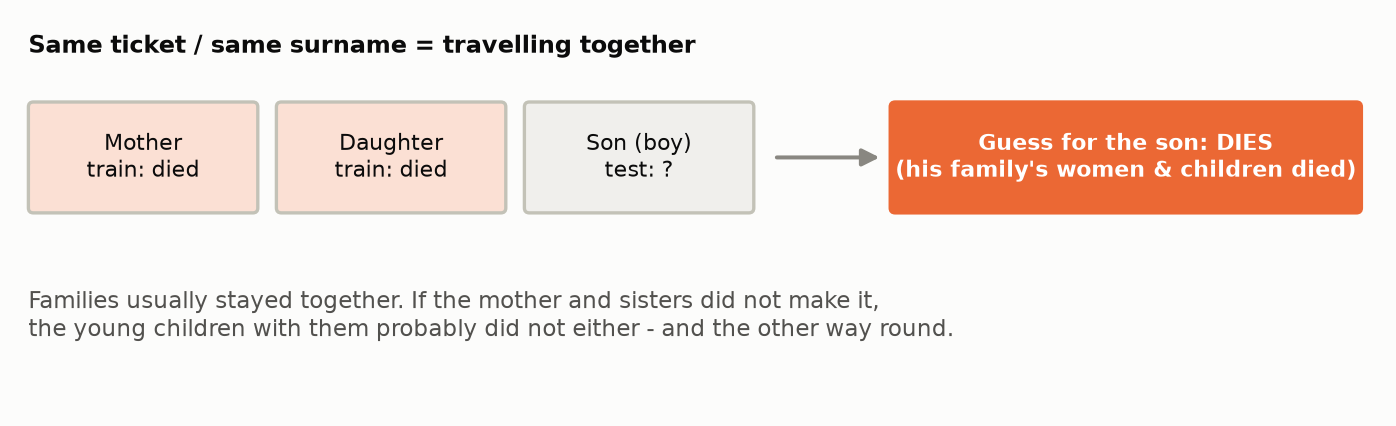 Same ticket / same surname = travelling together
Mother
train: died
Daughter
train: died
Son (boy)
test: ?
Guess for the son: DIES
(his family's women & children died)
Families usually stayed together. If the mother and sisters did not make it,
the young children with them probably did not either - and the other way round.